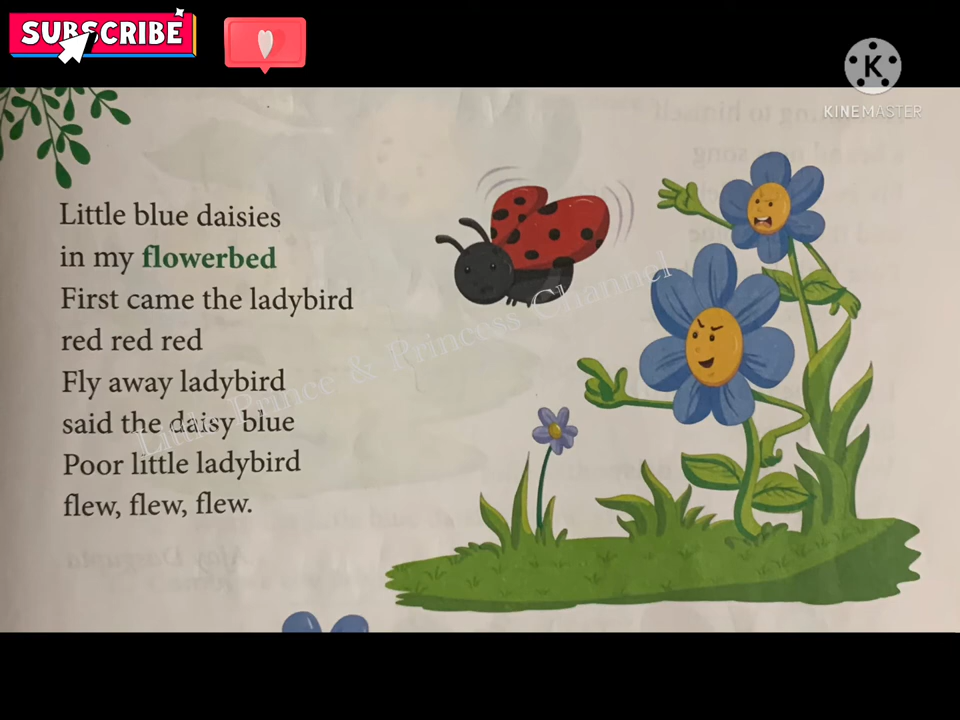 SUBSCRIBE
K
KINEMASTER
Little blue daisies
in my flowerbed
First came the ladybird
red red red
Fly away ladybird
said the daisy blue
Poor little ladybird
flew, flew, flew.
Little Prince & Princess Channel